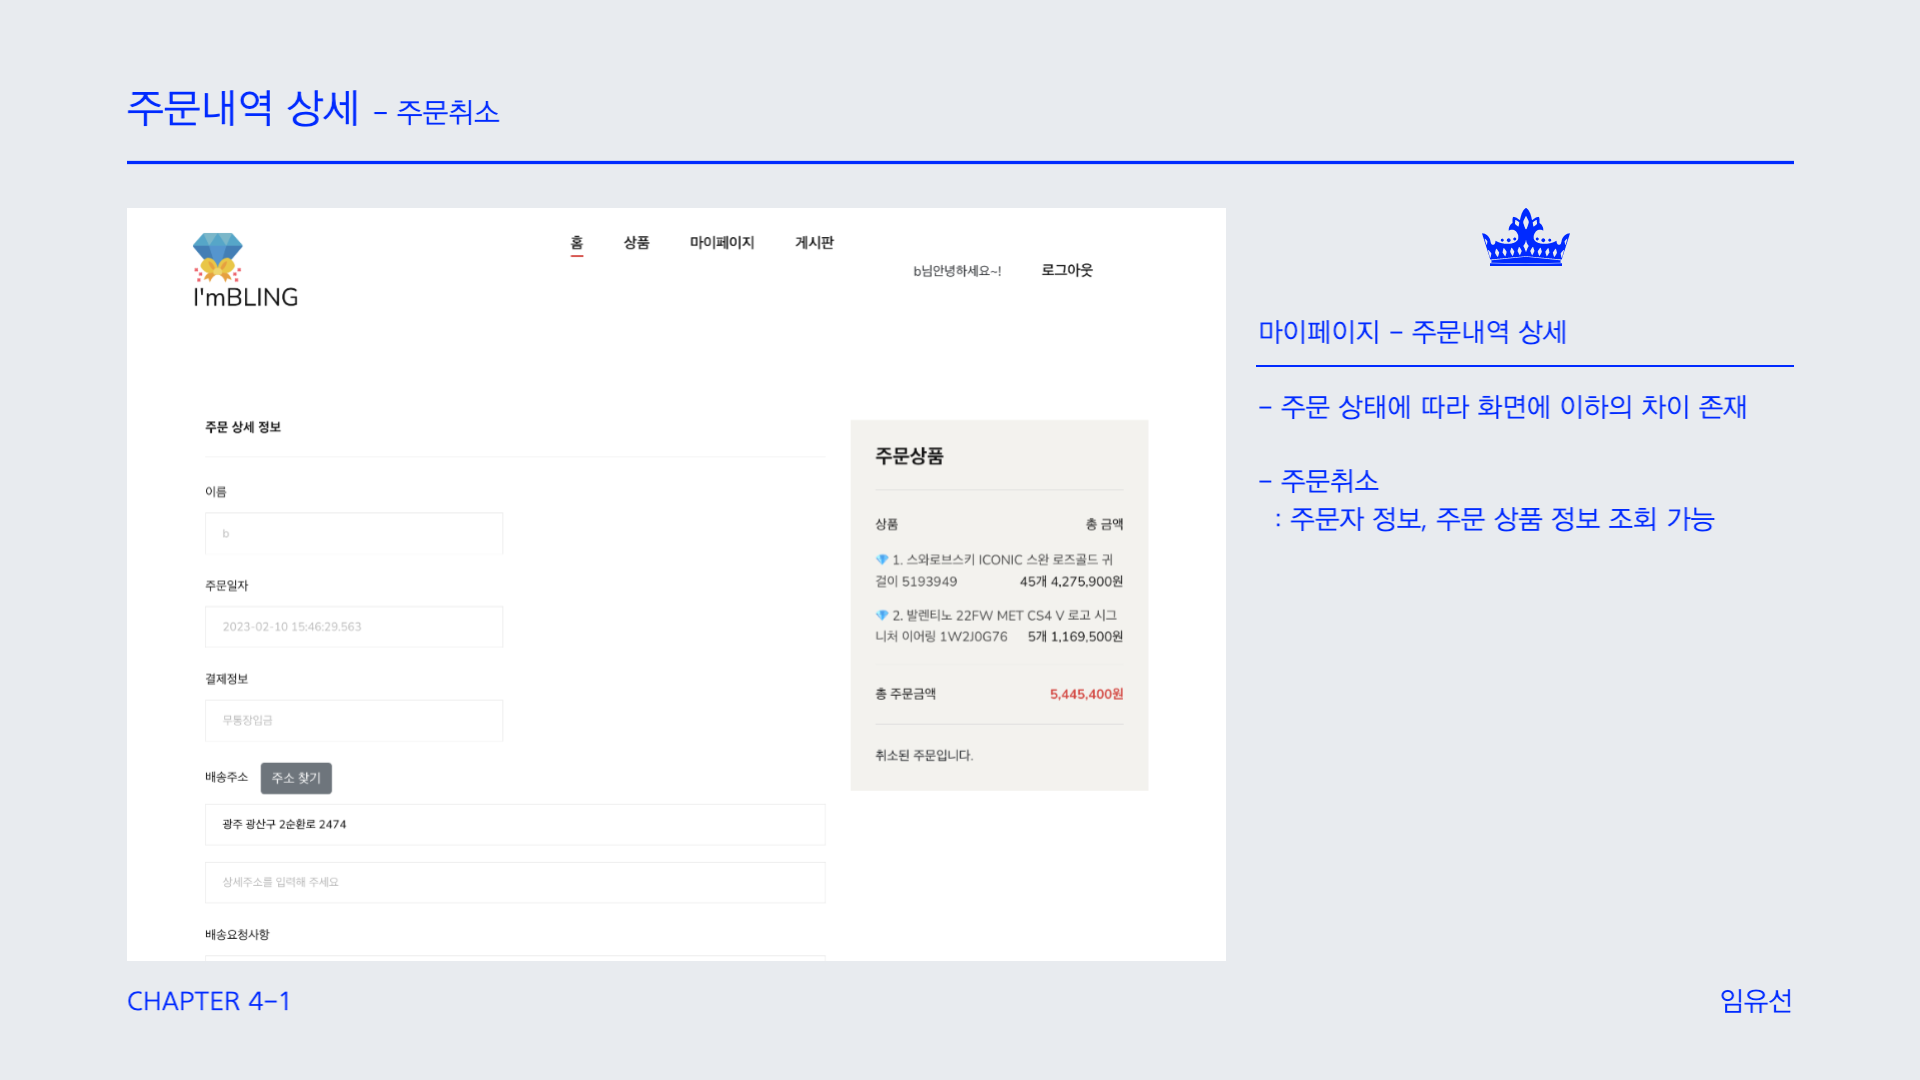 주문내역 상세 - 주문취소
I'mBLING
홈 상품 마이페이지 게시판
b님안녕하세요~! 로그아웃
주문 상세 정보
이름
b
주문일자
2023-02-10 15:46:29.563
결제정보
무통장입금
배송주소 주소 찾기
광주 광산구 2순환로 2474
상세주소를 입력해 주세요
배송요청사항
주문상품
상품 총 금액
1. 스와로브스키 ICONIC 스완 로즈골드 귀
걸이 5193949 45개 4,275,900원
2. 발렌티노 22FW MET CS4 V 로고 시그
니처 이어링 1W2J0G76 5개 1,169,500원
총 주문금액 5,445,400원
취소된 주문입니다.
마이페이지 - 주문내역 상세
- 주문 상태에 따라 화면에 이하의 차이 존재
- 주문취소
: 주문자 정보, 주문 상품 정보 조회 가능
CHAPTER 4-1
임유선